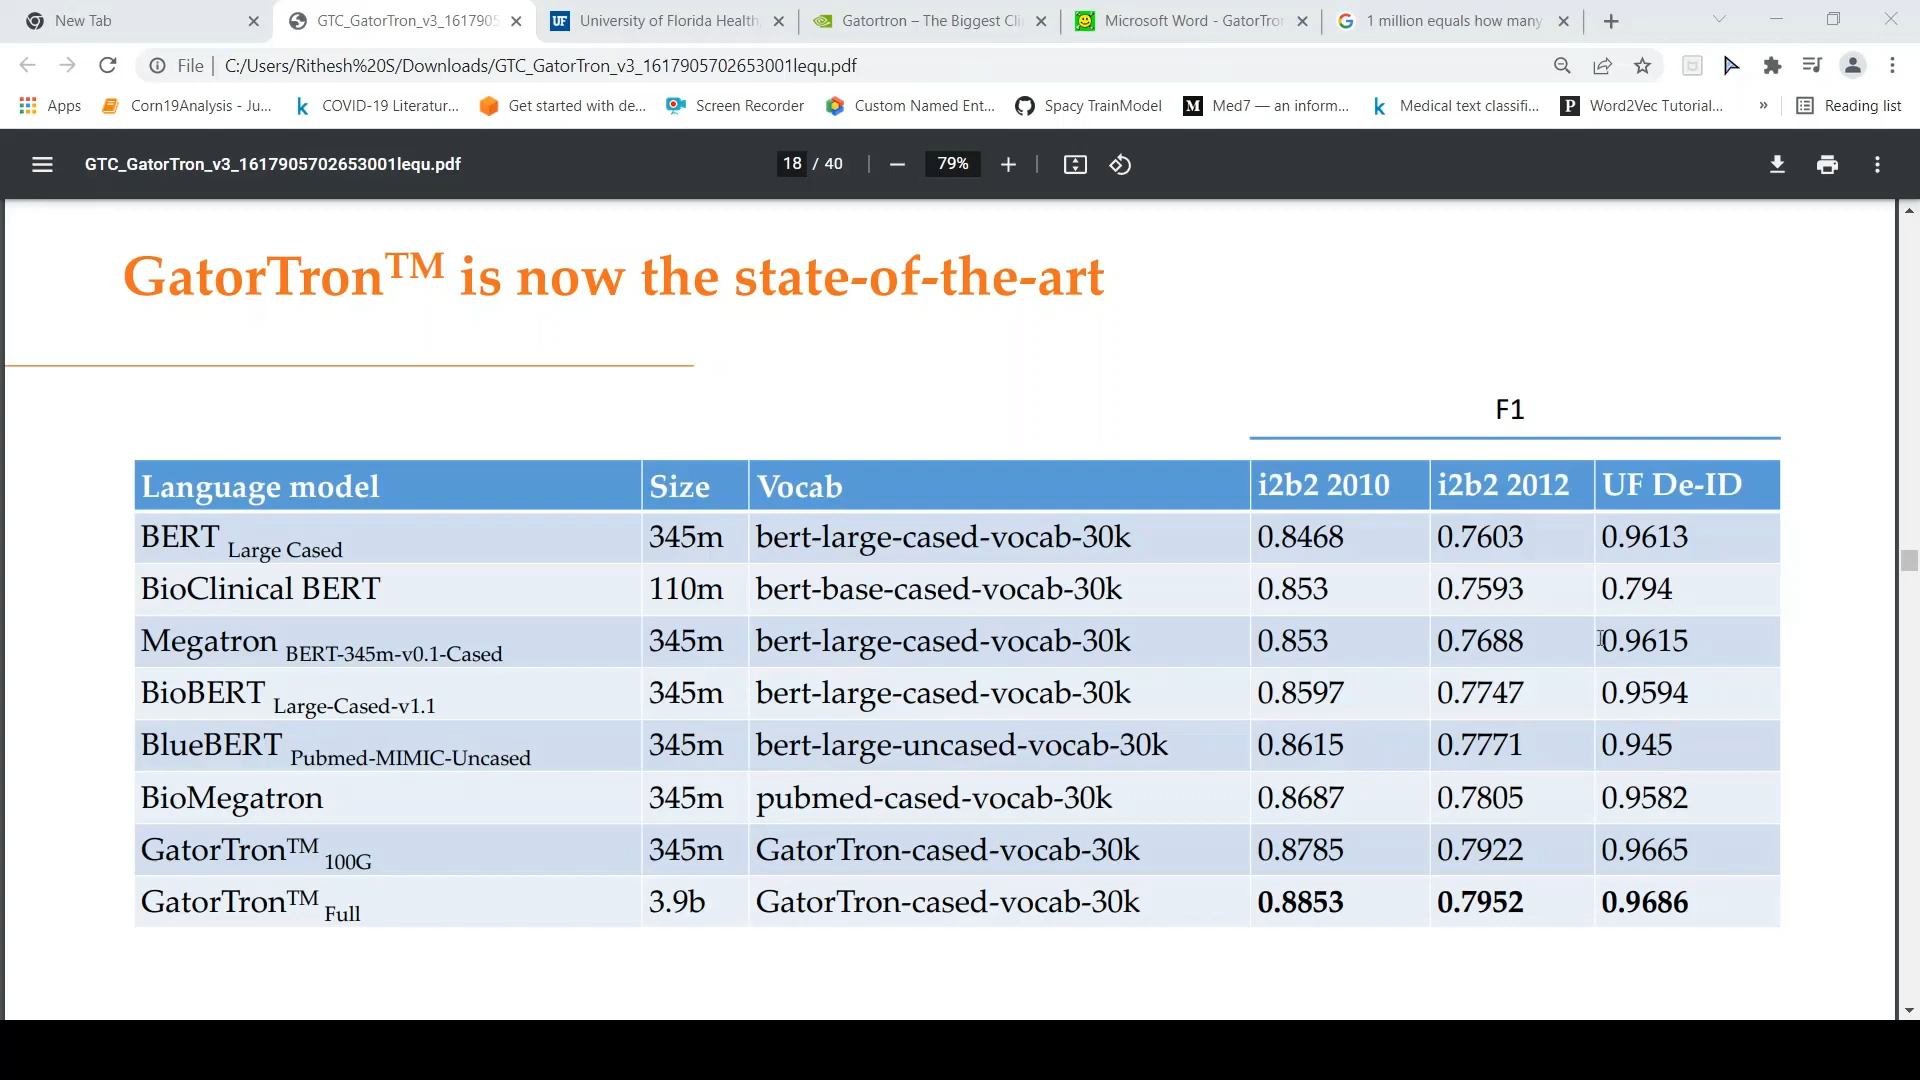 New Tab
GTC_GatorTron_v3_1617905
University of Florida Health
Gatortron – The Biggest Cli
Microsoft Word - GatorTron
1 million equals how many
File
C:/Users/Rithesh%20S/Downloads/GTC_GatorTron_v3_1617905702653001lequ.pdf
Apps
Corn19Analysis - Ju...
COVID-19 Literatur...
Get started with de...
Screen Recorder
Custom Named Ent...
Spacy TrainModel
Med7 — an inform...
Medical text classifi...
Word2Vec Tutorial...
»
Reading list
GTC_GatorTron_v3_1617905702653001lequ.pdf
18 / 40
79%
GatorTron™ is now the state-of-the-art
F1
Language model Size Vocab i2b2 2010 i2b2 2012 UF De-ID
BERT Large Cased 345m bert-large-cased-vocab-30k 0.8468 0.7603 0.9613
BioClinical BERT 110m bert-base-cased-vocab-30k 0.853 0.7593 0.794
Megatron BERT-345m-v0.1-Cased 345m bert-large-cased-vocab-30k 0.853 0.7688 0.9615
BioBERT Large-Cased-v1.1 345m bert-large-cased-vocab-30k 0.8597 0.7747 0.9594
BlueBERT Pubmed-MIMIC-Uncased 345m bert-large-uncased-vocab-30k 0.8615 0.7771 0.945
BioMegatron 345m pubmed-cased-vocab-30k 0.8687 0.7805 0.9582
GatorTron™ 100G 345m GatorTron-cased-vocab-30k 0.8785 0.7922 0.9665
GatorTron™ Full 3.9b GatorTron-cased-vocab-30k 0.8853 0.7952 0.9686